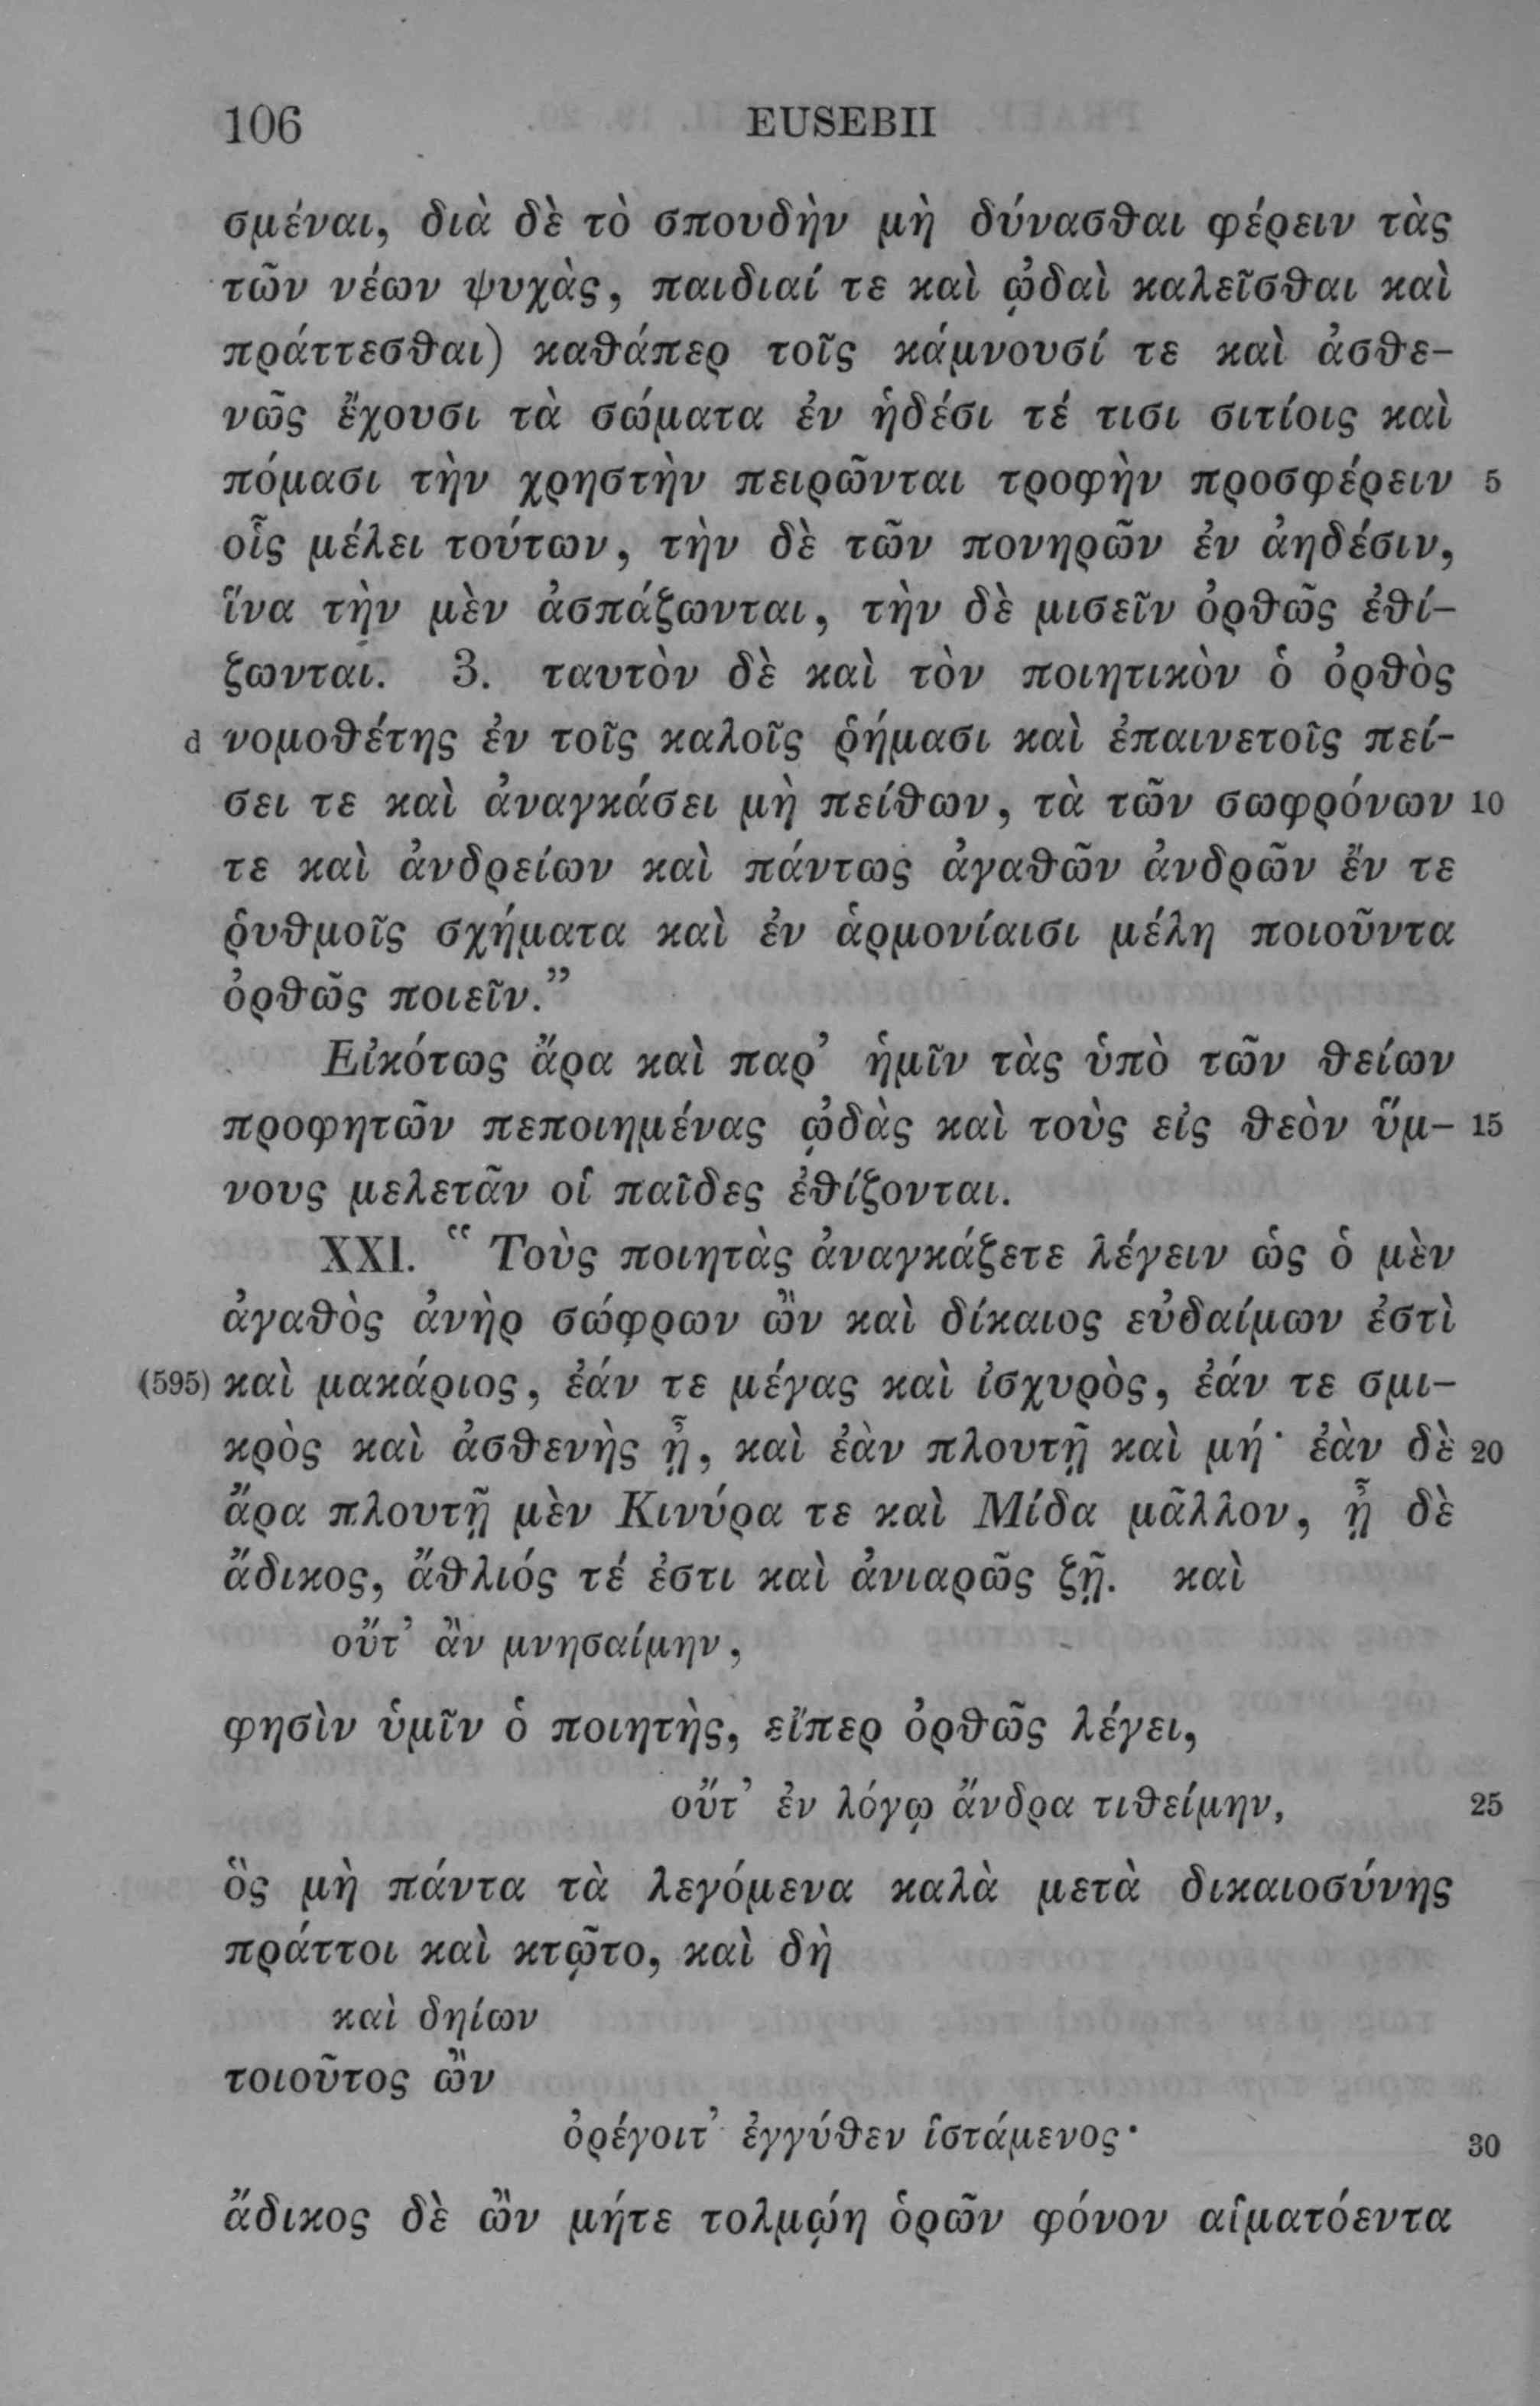 106 EUSEBII
σμέναι, διὰ δὲ τὸ σπουδὴν μὴ δύνασθαι φέρειν τὰς
τῶν νέων ψυχὰς, παιδιαί τε καὶ ᾠδαὶ καλεῖσθαι καὶ
πράττεσθαι) καθάπερ τοῖς κάμνουσί τε καὶ ἀσθε-
νῶς ἔχουσι τὰ σώματα ἐν ἡδέσι τέ τισι σιτίοις καὶ
πόμασι τὴν χρηστὴν πειρῶνται τροφὴν προσφέρειν 5
οἷς μέλει τούτων, τὴν δὲ τῶν πονηρῶν ἐν ἀηδέσιν,
ἵνα τὴν μὲν ἀσπάζωνται, τὴν δὲ μισεῖν ὀρθῶς ἐθί-
ζωνται. 3. ταυτὸν δὲ καὶ τὸν ποιητικὸν ὁ ὀρθὸς
d νομοθέτης ἐν τοῖς καλοῖς ῥήμασι καὶ ἐπαινετοῖς πεί-
σει τε καὶ ἀναγκάσει μὴ πείθων, τὰ τῶν σωφρόνων 10
τε καὶ ἀνδρείων καὶ πάντως ἀγαθῶν ἀνδρῶν ἔν τε
ῥυθμοῖς σχήματα καὶ ἐν ἁρμονίαισι μέλη ποιοῦντα
ὀρθῶς ποιεῖν.”
Εἰκότως ἄρα καὶ παρ’ ἡμῖν τὰς ὑπὸ τῶν θείων
προφητῶν πεποιημένας ᾠδὰς καὶ τοὺς εἰς θεὸν ὕμ- 15
νους μελετᾶν οἱ παῖδες ἐθίζονται.
XXI. “ Τοὺς ποιητὰς ἀναγκάζετε λέγειν ὡς ὁ μὲν
ἀγαθὸς ἀνὴρ σώφρων ὢν καὶ δίκαιος εὐδαίμων ἐστὶ
(595) καὶ μακάριος, ἐάν τε μέγας καὶ ἰσχυρὸς, ἐάν τε σμι-
κρὸς καὶ ἀσθενὴς ᾖ, καὶ ἐὰν πλουτῇ καὶ μή· ἐὰν δὲ 20
ἄρα πλουτῇ μὲν Κινύρα τε καὶ Μίδα μᾶλλον, ᾖ δὲ
ἄδικος, ἄθλιός τέ ἐστι καὶ ἀνιαρῶς ζῇ. καὶ
οὔτ’ ἂν μνησαίμην,
φησὶν ὑμῖν ὁ ποιητὴς, εἴπερ ὀρθῶς λέγει,
οὔτ’ ἐν λόγῳ ἄνδρα τιθείμην, 25
ὃς μὴ πάντα τὰ λεγόμενα καλὰ μετὰ δικαιοσύνης
πράττοι καὶ κτῷτο, καὶ δὴ
καὶ δηίων
τοιοῦτος ὢν
ὀρέγοιτ’ ἐγγύθεν ἱστάμενος· 30
ἄδικος δὲ ὢν μήτε τολμῴη ὁρῶν φόνον αἱματόεντα